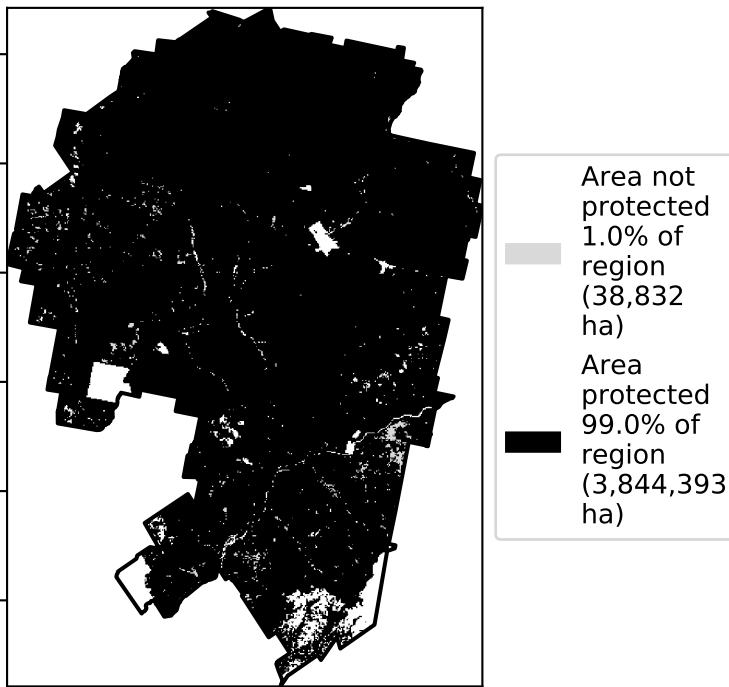 Area not
protected
1.0% of
region
(38,832
ha)
Area
protected
99.0% of
region
(3,844,393
ha)